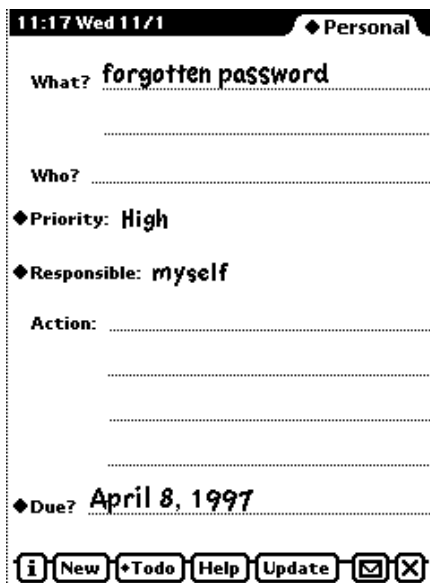 11:17 Wed 11/1 ◆Personal
What? forgotten password
Who?
◆Priority: High
◆Responsible: myself
Action:
◆Due? April 8, 1997
i New ◆Todo Help Update X